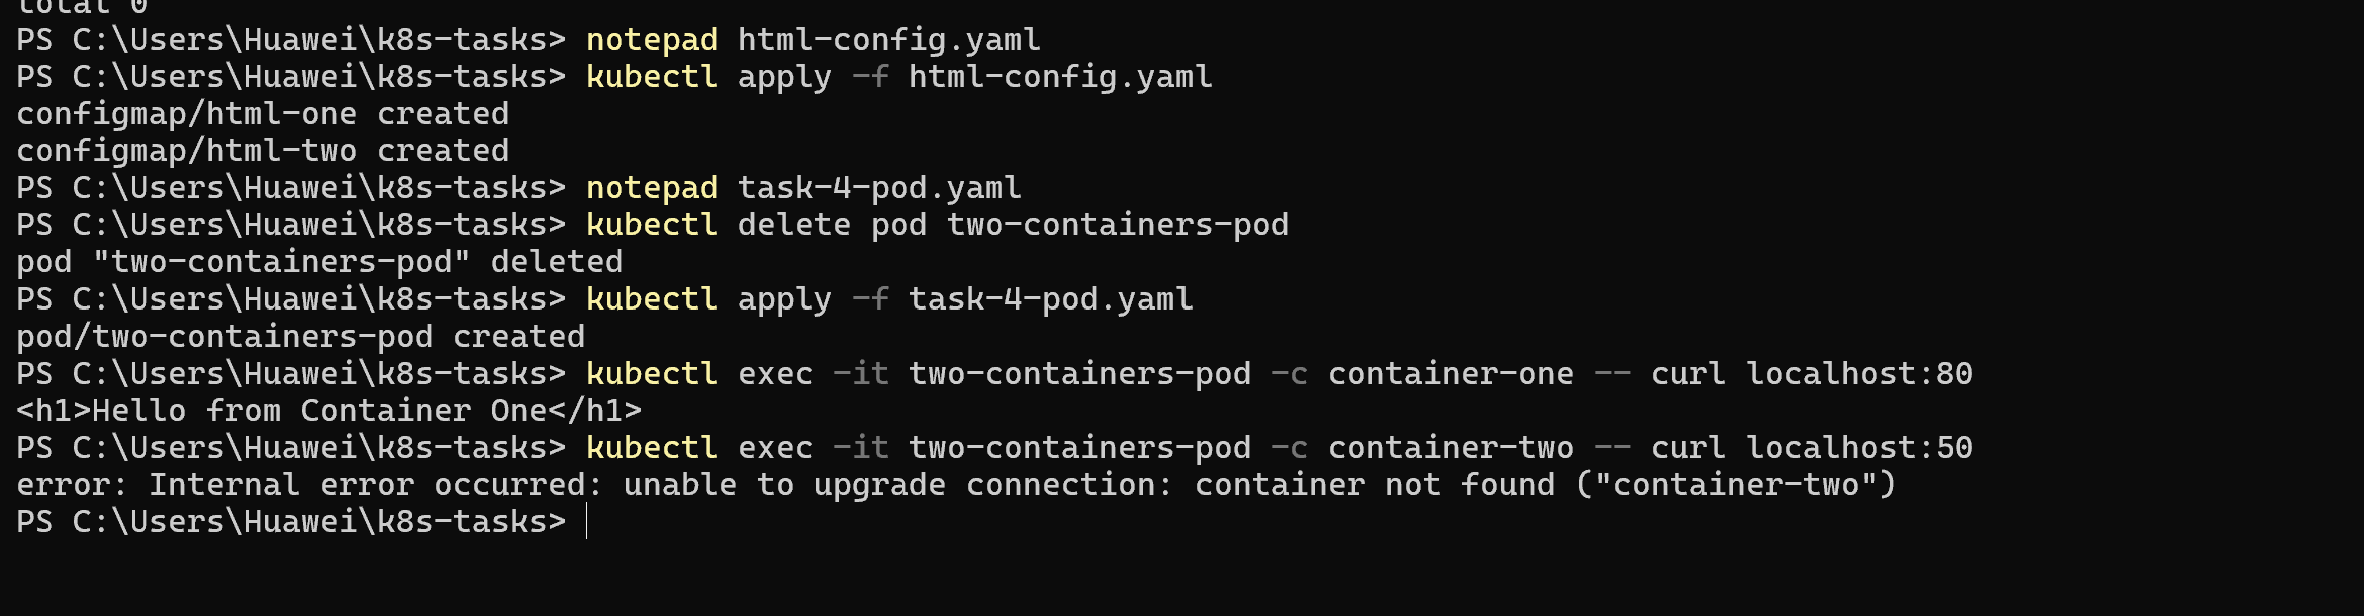 total 0
PS C:\Users\Huawei\k8s-tasks> notepad html-config.yaml
PS C:\Users\Huawei\k8s-tasks> kubectl apply -f html-config.yaml
configmap/html-one created
configmap/html-two created
PS C:\Users\Huawei\k8s-tasks> notepad task-4-pod.yaml
PS C:\Users\Huawei\k8s-tasks> kubectl delete pod two-containers-pod
pod "two-containers-pod" deleted
PS C:\Users\Huawei\k8s-tasks> kubectl apply -f task-4-pod.yaml
pod/two-containers-pod created
PS C:\Users\Huawei\k8s-tasks> kubectl exec -it two-containers-pod -c container-one -- curl localhost:80
<h1>Hello from Container One</h1>
PS C:\Users\Huawei\k8s-tasks> kubectl exec -it two-containers-pod -c container-two -- curl localhost:50
error: Internal error occurred: unable to upgrade connection: container not found ("container-two")
PS C:\Users\Huawei\k8s-tasks>